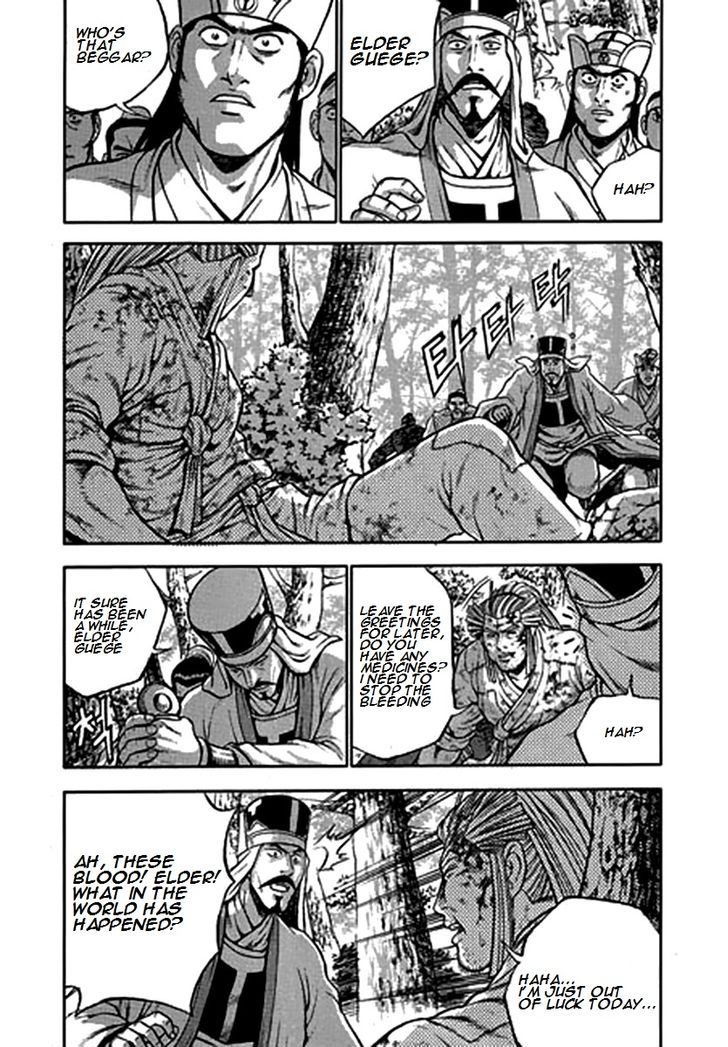 WHO'S
THAT
BEGGAR?
ELDER
GUEGE?
HAH?
타 타 탁
IT SURE
HAS BEEN
A WHILE,
ELDER
GUEGE
LEAVE THE
GREETINGS
FOR LATER,
DO YOU
HAVE ANY
MEDICINES?
I NEED TO
STOP THE
BLEEDING
HAH?
AH, THESE
BLOOD! ELDER!
WHAT IN THE
WORLD HAS
HAPPENED?
HAHA...
I'M JUST OUT
OF LUCK TODAY...